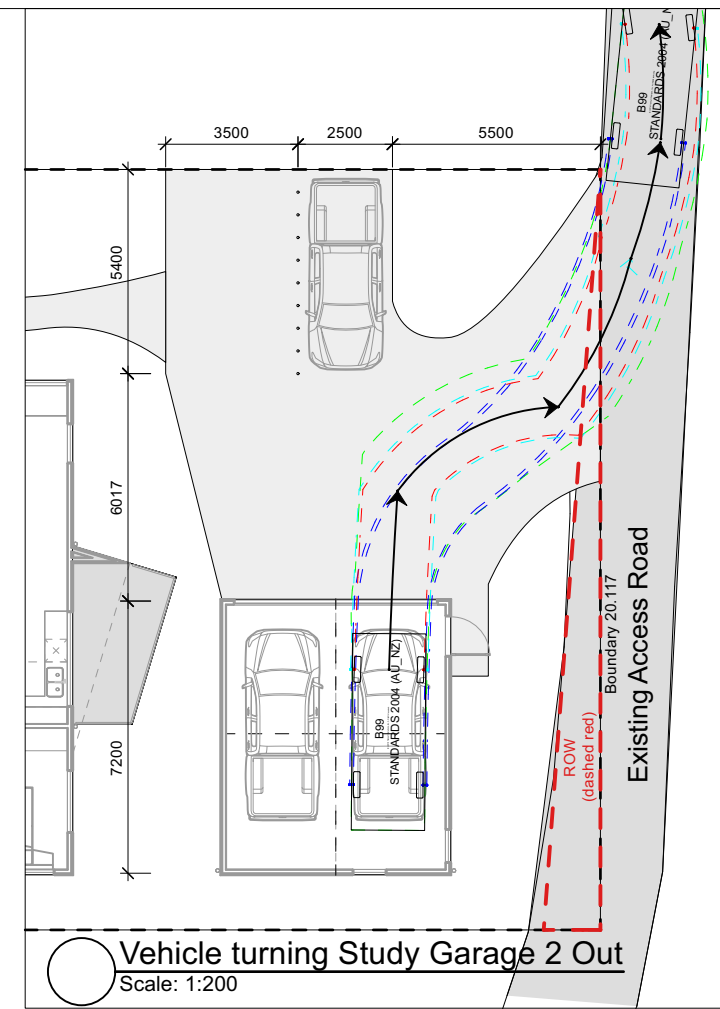 B99
STANDARDS 2004 (AU_N
3500
2500
5500
5400
6017
7200
B99
STANDARDS 2004 (AU_NZ)
Boundary 20.117
Existing Access Road
ROW
(dashed red)
Vehicle turning Study Garage 2 Out
Scale: 1:200